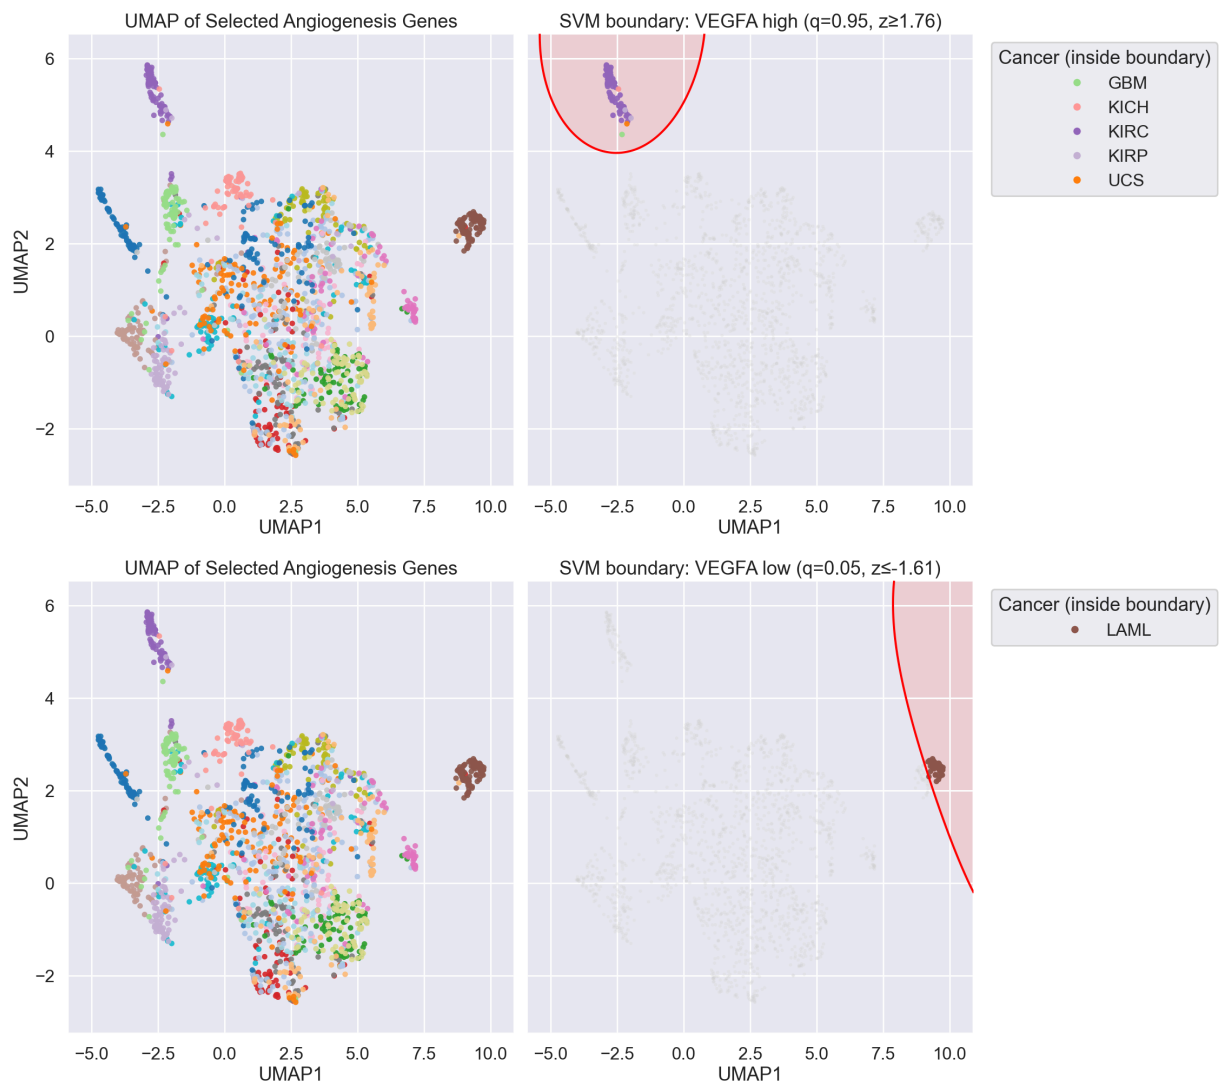 UMAP of Selected Angiogenesis Genes
SVM boundary: VEGFA high (q=0.95, z≥1.76)
6
4
2
0
−2
UMAP2
−5.0 −2.5 0.0 2.5 5.0 7.5 10.0
UMAP1
−5.0 −2.5 0.0 2.5 5.0 7.5 10.0
UMAP1
Cancer (inside boundary)
GBM
KICH
KIRC
KIRP
UCS
UMAP of Selected Angiogenesis Genes
SVM boundary: VEGFA low (q=0.05, z≤-1.61)
6
4
2
0
−2
UMAP2
−5.0 −2.5 0.0 2.5 5.0 7.5 10.0
UMAP1
−5.0 −2.5 0.0 2.5 5.0 7.5 10.0
UMAP1
Cancer (inside boundary)
LAML